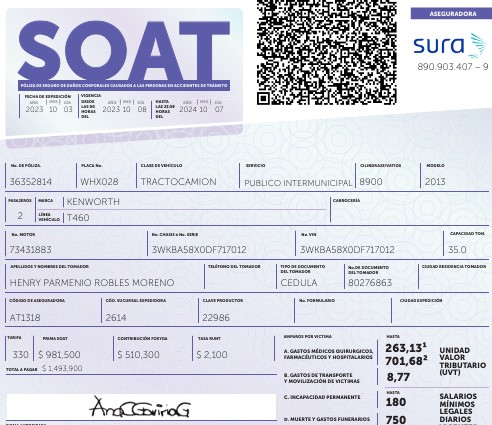 SOAT
PÓLIZA DE SEGURO DE DAÑOS CORPORALES CAUSADOS A LAS PERSONAS EN ACCIDENTES DE TRÁNSITO
FECHA DE EXPEDICIÓN
AÑO MES DÍA
2023 10 03
VIGENCIA
DESDE LAS 00 HORAS DEL
AÑO MES DÍA
2023 10 08
HASTA LAS 23:59 HORAS DEL
AÑO MES DÍA
2024 10 07
ASEGURADORA
sura
890.903.407 – 9
No. DE PÓLIZA PLACA No. CLASE DE VEHÍCULO SERVICIO CILINDRAJE/VATIOS MODELO
36352814 WHX028 TRACTOCAMION PUBLICO INTERMUNICIPAL 8900 2013
PASAJEROS MARCA KENWORTH CARROCERÍA
2 LÍNEA VEHÍCULO T460
No. MOTOR No. CHASIS o No. SERIE No. VIN CAPACIDAD TON.
73431883 3WKBA58X0DF717012 3WKBA58X0DF717012 35.0
APELLIDOS Y NOMBRES DEL TOMADOR TELÉFONO DEL TOMADOR TIPO DE DOCUMENTO DEL TOMADOR No. DE DOCUMENTO DEL TOMADOR CIUDAD RESIDENCIA TOMADOR
HENRY PARMENIO ROBLES MORENO CEDULA 80276863
CÓDIGO DE ASEGURADORA CÓD. SUCURSAL EXPEDIDORA CLAVE PRODUCTOR No. FORMULARIO CIUDAD EXPEDICIÓN
AT1318 2614 22986
TARIFA PRIMA SOAT CONTRIBUCIÓN FOSYGA TASA RUNT
330 $ 981,500 $ 510,300 $ 2,100
TOTAL A PAGAR $ 1,493,900
AMPAROS POR VICTIMA HASTA
A. GASTOS MÉDICOS QUIRÚRGICOS, FARMACÉUTICOS Y HOSPITALARIOS 263,13¹ 701,68²
B. GASTOS DE TRANSPORTE Y MOVILIZACIÓN DE VICTIMAS 8,77
UNIDAD VALOR TRIBUTARIO (UVT)
HASTA
C. INCAPACIDAD PERMANENTE 180
D. MUERTE Y GASTOS FUNERARIOS 750
SALARIOS MÍNIMOS LEGALES DIARIOS